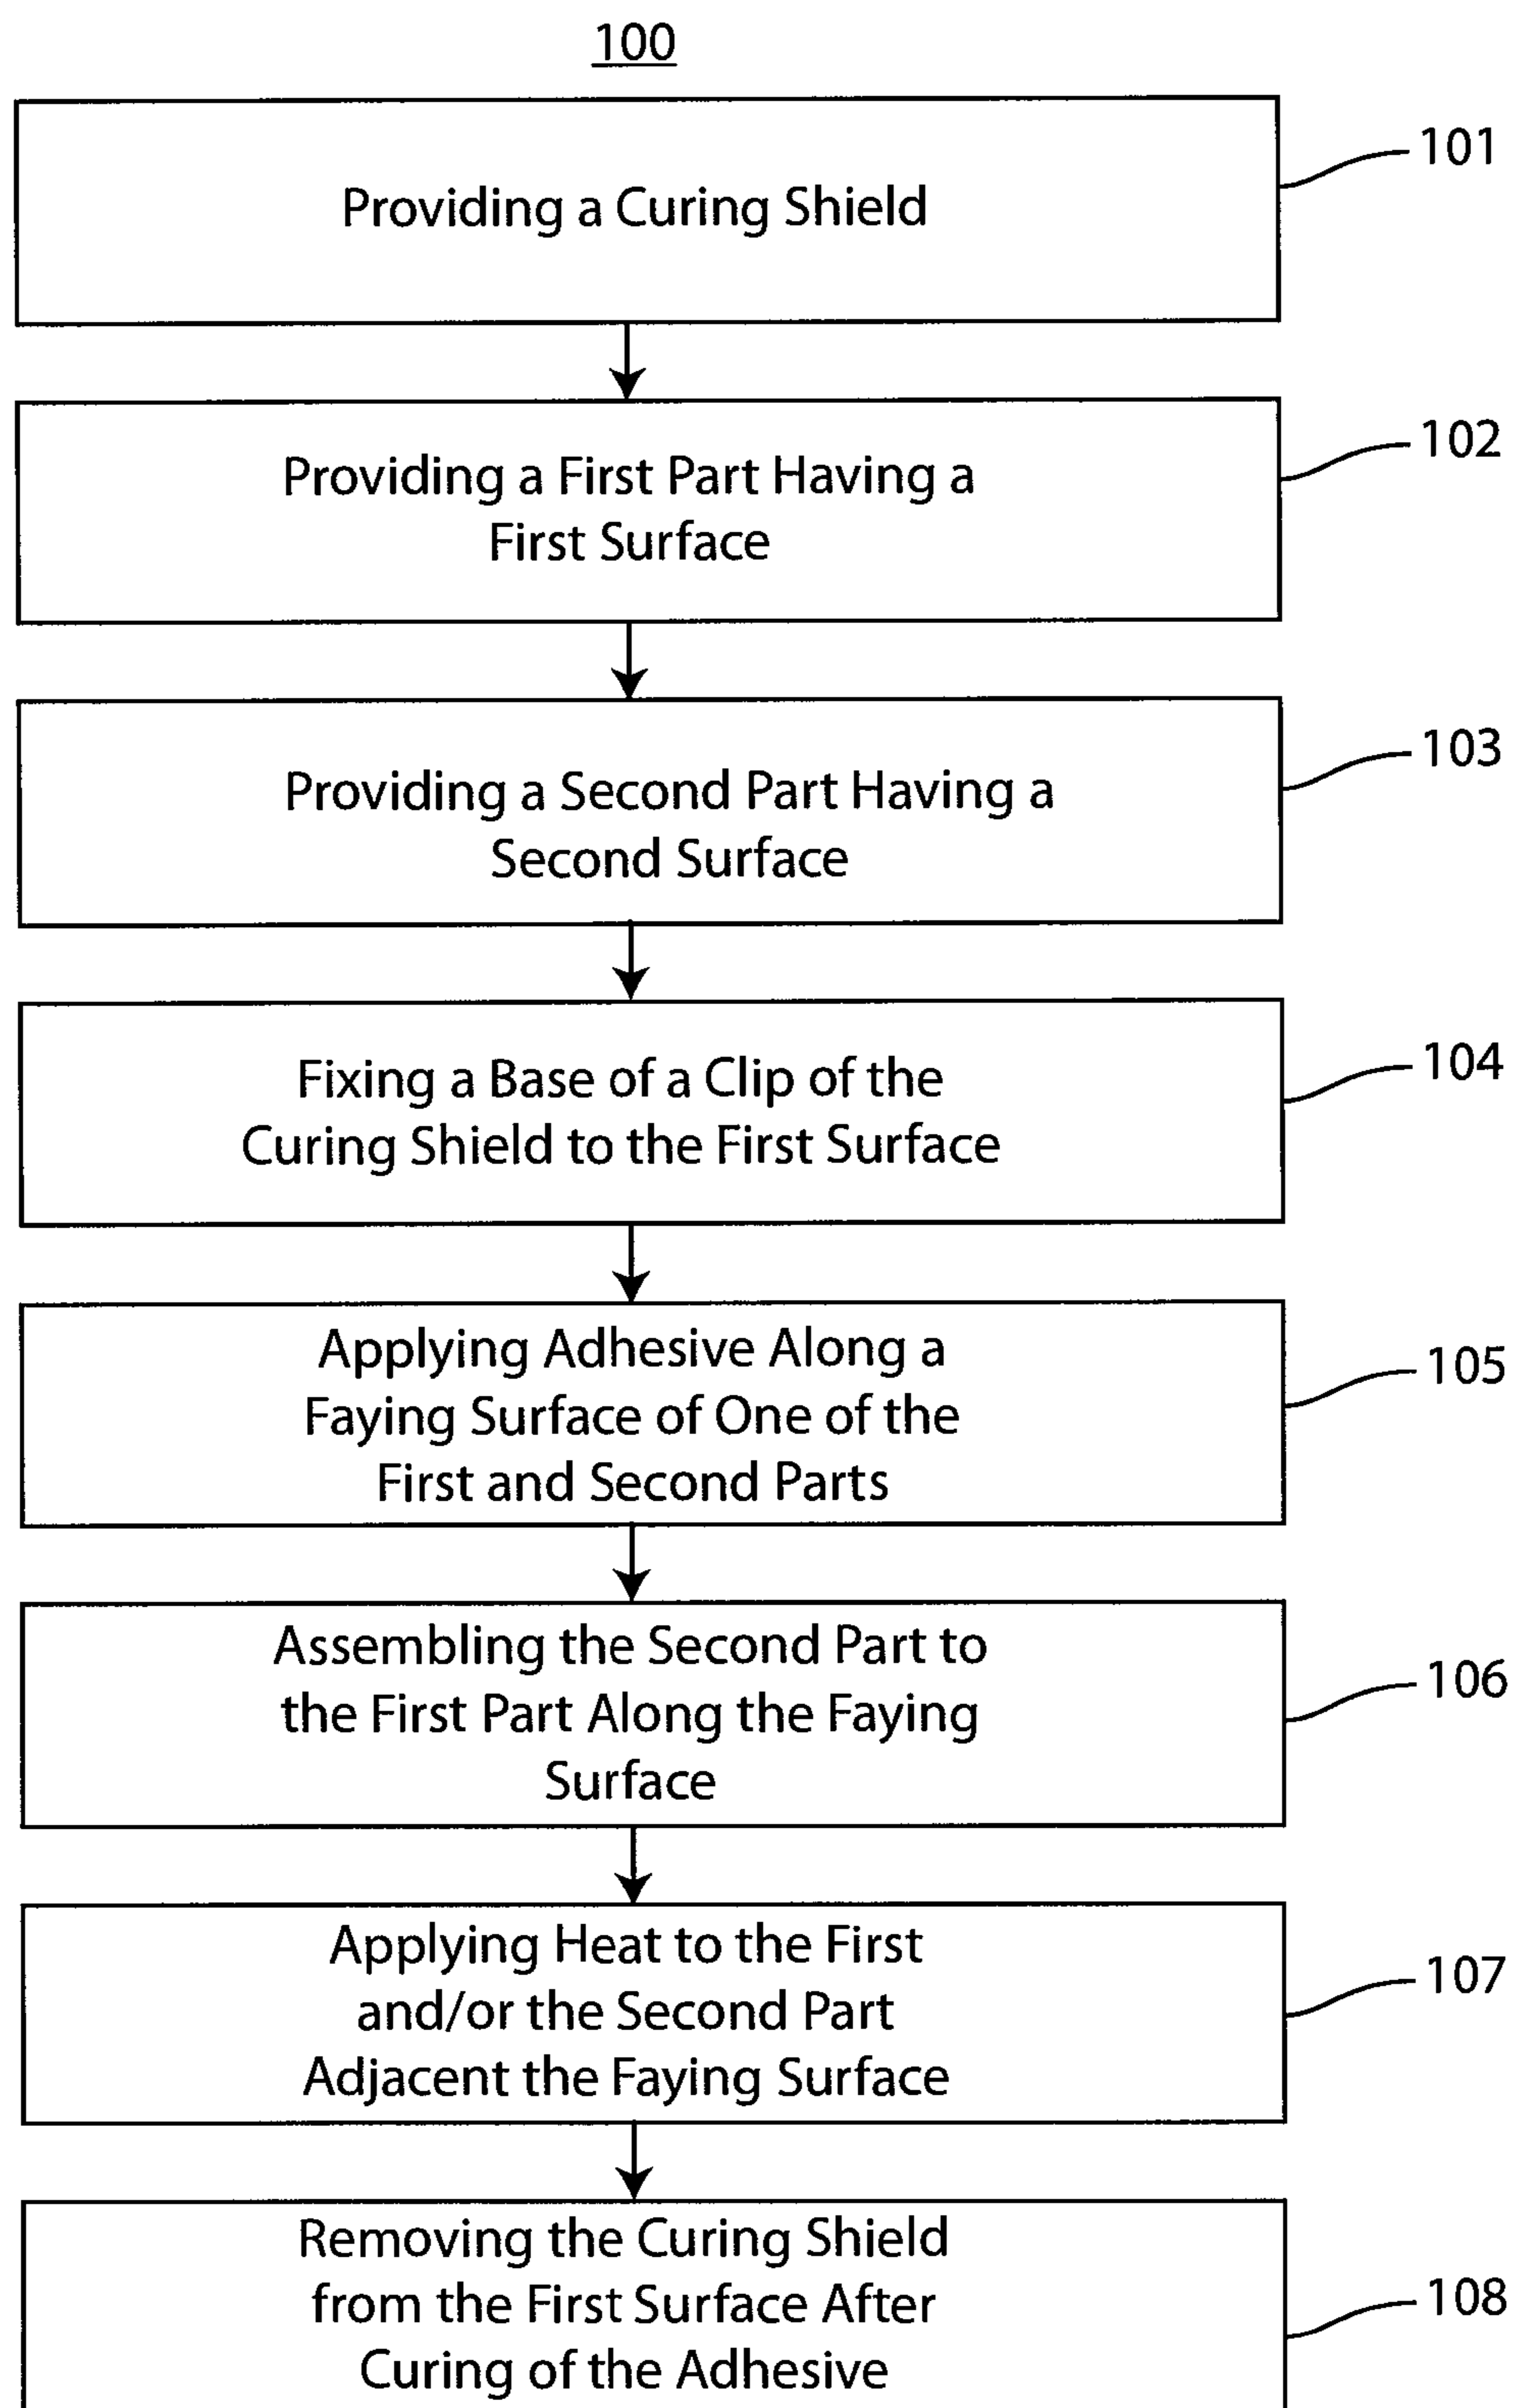 100
Providing a Curing Shield
101
Providing a First Part Having a
First Surface
102
Providing a Second Part Having a
Second Surface
103
Fixing a Base of a Clip of the
Curing Shield to the First Surface
104
Applying Adhesive Along a
Faying Surface of One of the
First and Second Parts
105
Assembling the Second Part to
the First Part Along the Faying
Surface
106
Applying Heat to the First
and/or the Second Part
Adjacent the Faying Surface
107
Removing the Curing Shield
from the First Surface After
Curing of the Adhesive
108